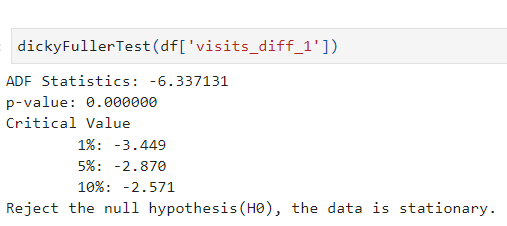 dickyFullerTest(df['visits_diff_1'])
ADF Statistics: -6.337131
p-value: 0.000000
Critical Value
1%: -3.449
5%: -2.870
10%: -2.571
Reject the null hypothesis(H0), the data is stationary.